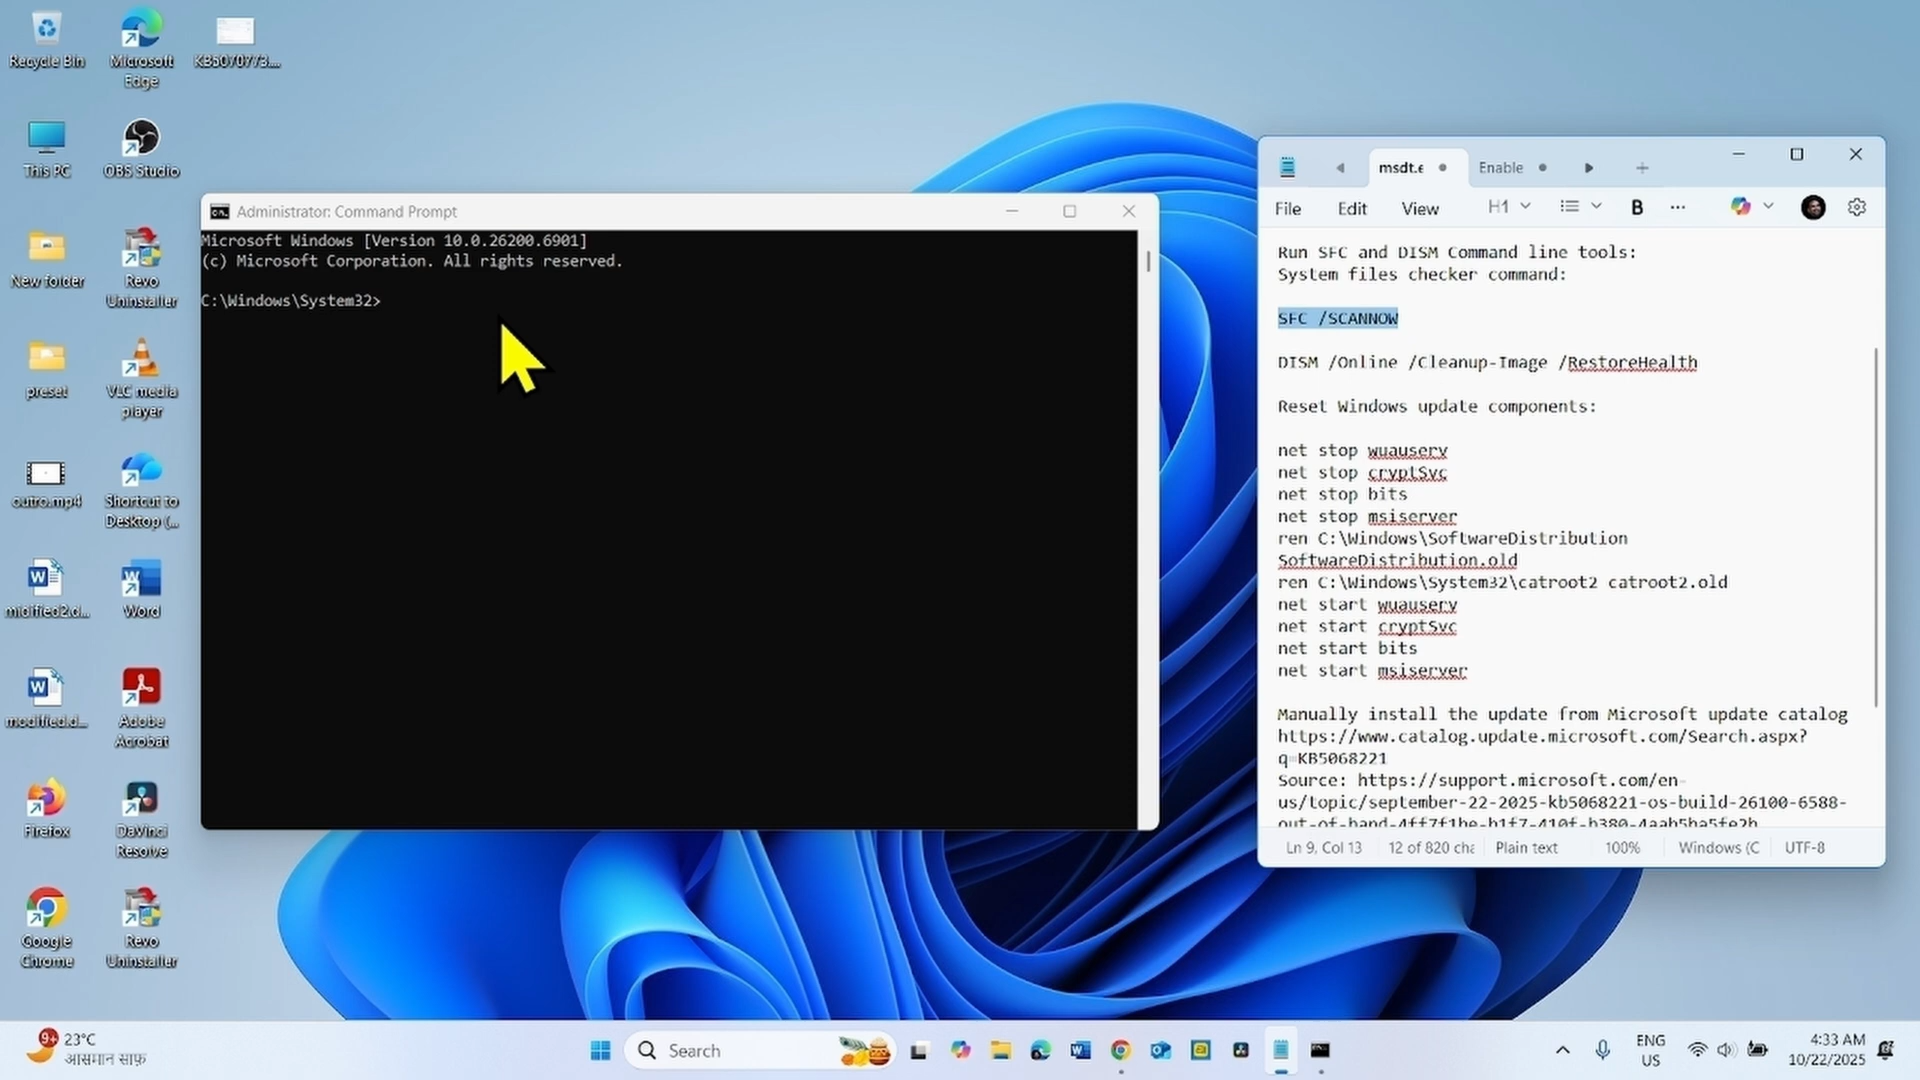 Recycle Bin
Microsoft Edge
KB5070773....
This PC
OBS Studio
New folder
Revo Uninstaller
preset
VLC media player
outro.mp4
Shortcut to Desktop (...
Word
Adobe Acrobat
Firefox
DaVinci Resolve
Google Chrome
Revo Uninstaller
Administrator: Command Prompt
Microsoft Windows [Version 10.0.26200.6901]
(c) Microsoft Corporation. All rights reserved.
C:\Windows\System32>
msdt.e
Enable
File
Edit
View
H1
B
Run SFC and DISM Command line tools:
System files checker command:
SFC /SCANNOW
DISM /Online /Cleanup-Image /RestoreHealth
Reset Windows update components:
net stop wuauserv
net stop cryptSvc
net stop bits
net stop msiserver
ren C:\Windows\SoftwareDistribution
SoftwareDistribution.old
ren C:\Windows\System32\catroot2 catroot2.old
net start wuauserv
net start cryptSvc
net start bits
net start msiserver
Manually install the update from Microsoft update catalog
https://www.catalog.update.microsoft.com/Search.aspx?
q=KB5068221
Source: https://support.microsoft.com/en-
us/topic/september-22-2025-kb5068221-os-build-26100-6588-
Ln 9, Col 13
12 of 820 cha
Plain text
100%
Windows (C
UTF-8
9+
23°C
आसमान साफ़
Search
ENG
US
4:33 AM
10/22/2025